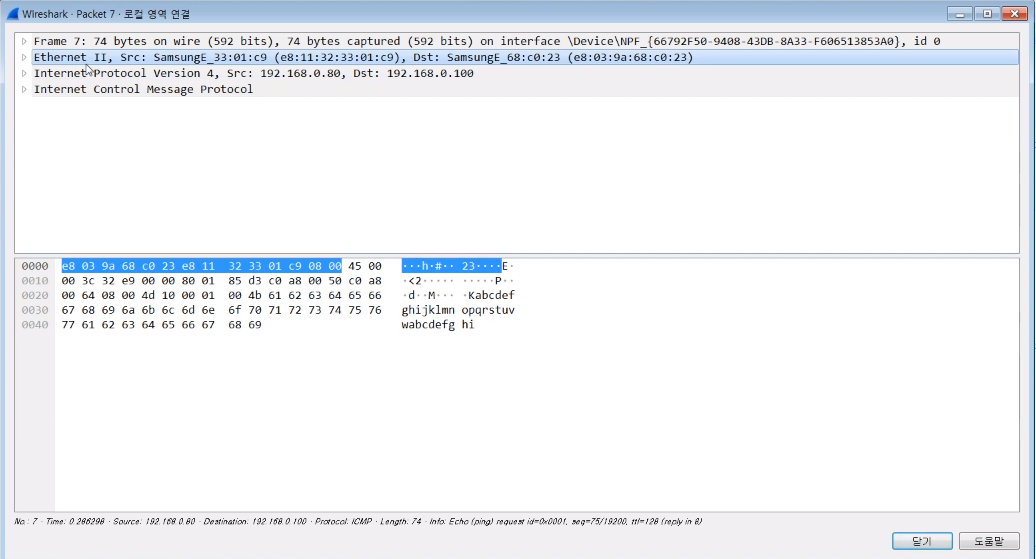 Wireshark · Packet 7 · 로컬 영역 연결
Frame 7: 74 bytes on wire (592 bits), 74 bytes captured (592 bits) on interface \Device\NPF_{66792F50-9408-43DB-8A33-F606513853A0}, id 0
Ethernet II, Src: SamsungE_33:01:c9 (e8:11:32:33:01:c9), Dst: SamsungE_68:c0:23 (e8:03:9a:68:c0:23)
Internet Protocol Version 4, Src: 192.168.0.80, Dst: 192.168.0.100
Internet Control Message Protocol
0000 e8 03 9a 68 c0 23 e8 11 32 33 01 c9 08 00 45 00 ···h·#·· 23····E·
0010 00 3c 32 e9 00 00 80 01 85 d3 c0 a8 00 50 c0 a8 ·<2····· ·····P··
0020 00 64 08 00 4d 10 00 01 00 4b 61 62 63 64 65 66 ·d··M··· ·Kabcdef
0030 67 68 69 6a 6b 6c 6d 6e 6f 70 71 72 73 74 75 76 ghijklmn opqrstuv
0040 77 61 62 63 64 65 66 67 68 69 wabcdefg hi
No.: 7 · Time: 0.286298 · Source: 192.168.0.80 · Destination: 192.168.0.100 · Protocol: ICMP · Length: 74 · Info: Echo (ping) request id=0x0001, seq=75/19200, ttl=128 (reply in 8)
닫기 도움말